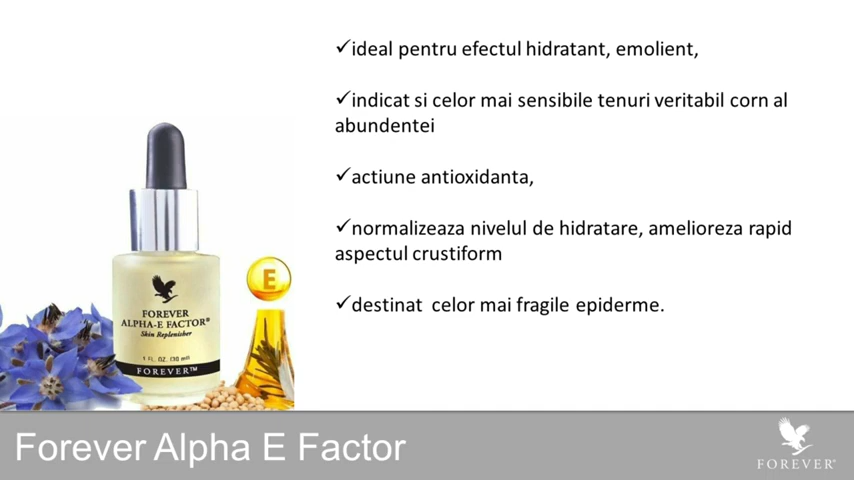 ✓ideal pentru efectul hidratant, emolient,
✓indicat si celor mai sensibile tenuri veritabil corn al
abundentei
✓actiune antioxidanta,
✓normalizeaza nivelul de hidratare, amelioreza rapid
aspectul crustiform
✓destinat celor mai fragile epiderme.
E
FOREVER
ALPHA-E FACTOR®
Skin Replenisher
1 FL. OZ. (30 ml)
FOREVER™
Forever Alpha E Factor
FOREVER®